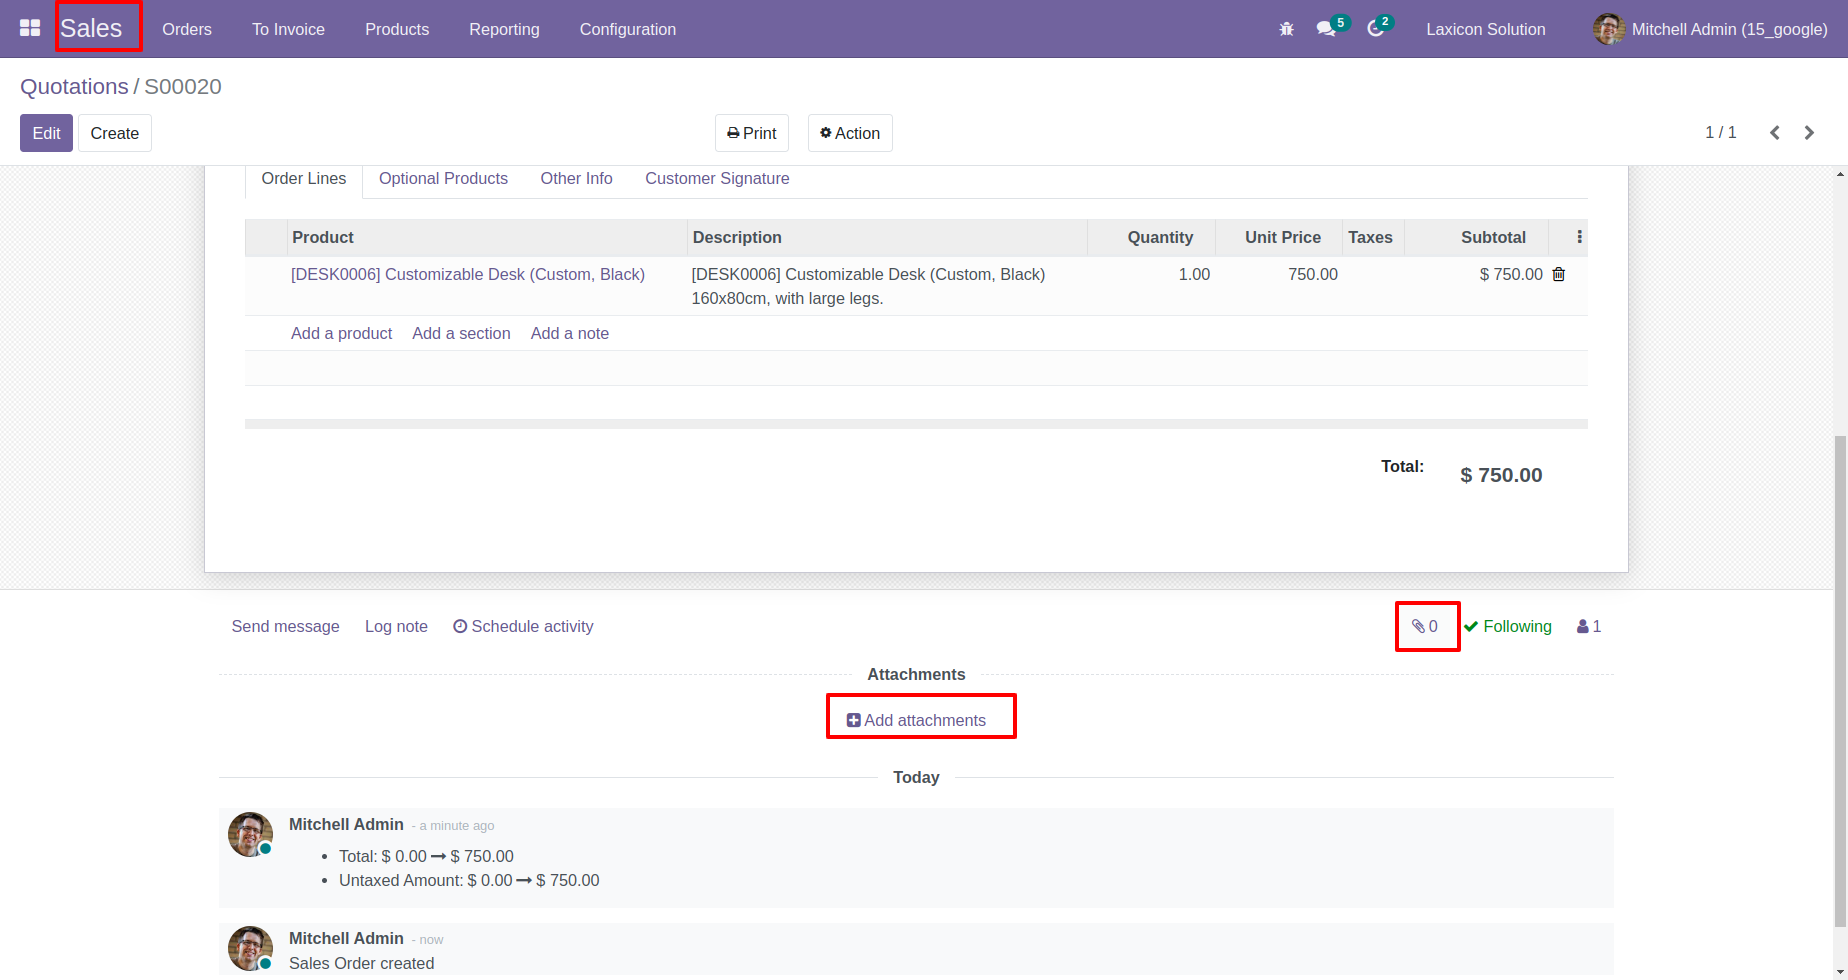 Sales Orders To Invoice Products Reporting Configuration 5 2 Laxicon Solution Mitchell Admin (15_google)
Quotations / S00020
Edit Create Print Action 1 / 1
Order Lines Optional Products Other Info Customer Signature
Product Description Quantity Unit Price Taxes Subtotal
[DESK0006] Customizable Desk (Custom, Black) [DESK0006] Customizable Desk (Custom, Black) 1.00 750.00 $ 750.00
160x80cm, with large legs.
Add a product Add a section Add a note
Total: $ 750.00
Send message Log note Schedule activity 0 Following 1
Attachments
Add attachments
Today
Mitchell Admin - a minute ago
• Total: $ 0.00 → $ 750.00
• Untaxed Amount: $ 0.00 → $ 750.00
Mitchell Admin - now
Sales Order created